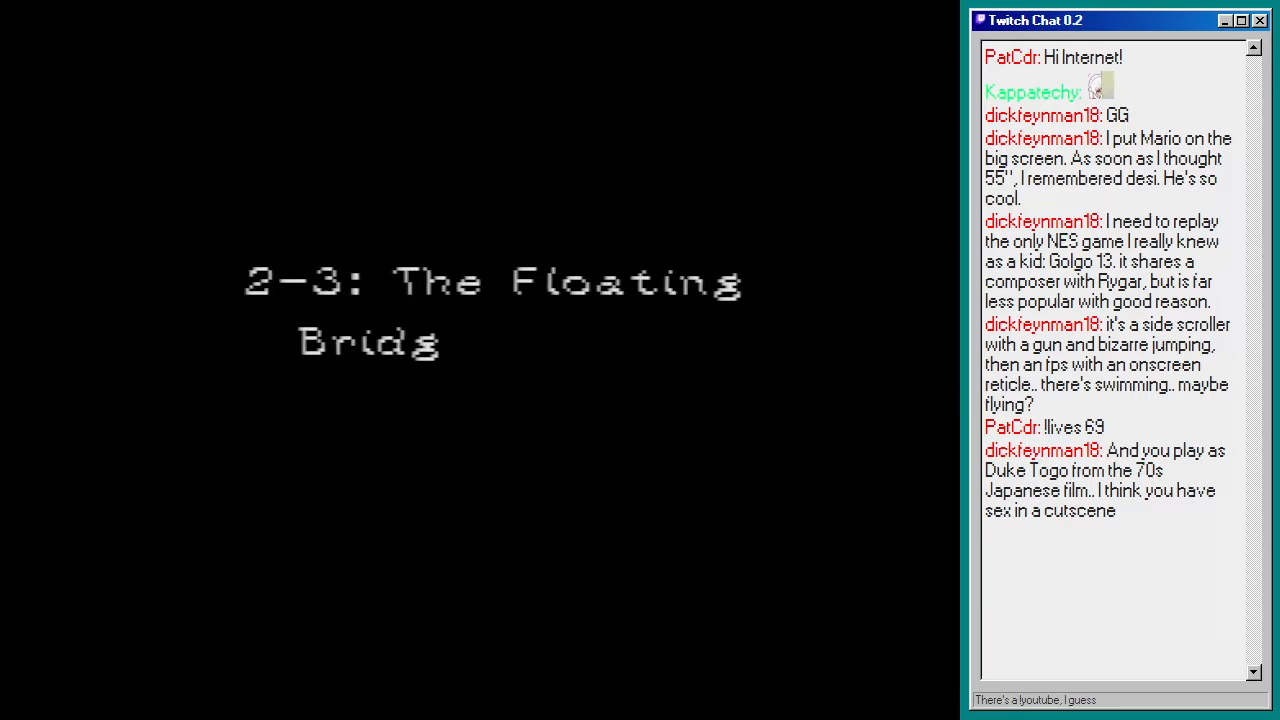 2-3: The Floating
Bridg
Twitch Chat 0.2
PatCdr: Hi Internet!
Kappatechy:
dickfeynman18: GG
dickfeynman18: I put Mario on the
big screen. As soon as I thought
55'', I remembered desi. He's so
cool.
dickfeynman18: I need to replay
the only NES game I really knew
as a kid: Golgo 13. it shares a
composer with Rygar, but is far
less popular with good reason.
dickfeynman18: it's a side scroller
with a gun and bizarre jumping,
then an fps with an onscreen
reticle.. there's swimming.. maybe
flying?
PatCdr: !lives 69
dickfeynman18: And you play as
Duke Togo from the 70s
Japanese film.. I think you have
sex in a cutscene
There's a !youtube, I guess